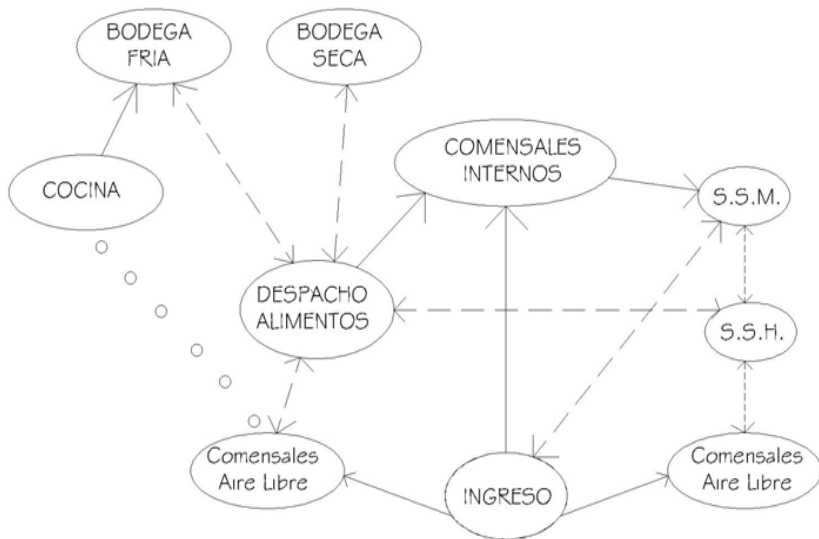 BODEGA
FRIA
BODEGA
SECA
COCINA
COMENSALES
INTERNOS
S.S.M.
DESPACHO
ALIMENTOS
S.S.H.
Comensales
Aire Libre
INGRESO
Comensales
Aire Libre